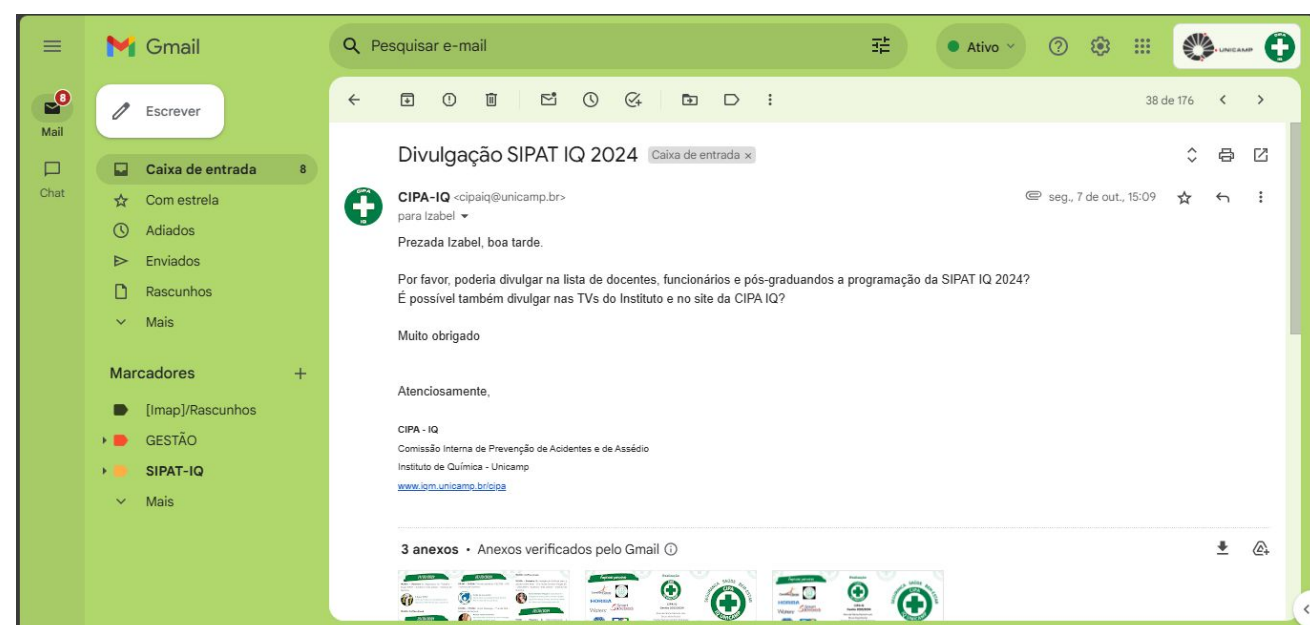 Gmail
Pesquisar e-mail
Ativo
UNICAMP
8
Mail
Chat
Escrever
Caixa de entrada 8
Com estrela
Adiados
Enviados
Rascunhos
Mais
Marcadores
[Imap]/Rascunhos
GESTÃO
SIPAT-IQ
Mais
38 de 176
Divulgação SIPAT IQ 2024 Caixa de entrada x
CIPA-IQ <cipaiq@unicamp.br> seg., 7 de out., 15:09
para Izabel
Prezada Izabel, boa tarde.
Por favor, poderia divulgar na lista de docentes, funcionários e pós-graduandos a programação da SIPAT IQ 2024?
É possível também divulgar nas TVs do Instituto e no site da CIPA IQ?
Muito obrigado
Atenciosamente,
CIPA - IQ
Comissão Interna de Prevenção de Acidentes e de Assédio
Instituto de Química - Unicamp
www.iqm.unicamp.br/cipa
3 anexos • Anexos verificados pelo Gmail